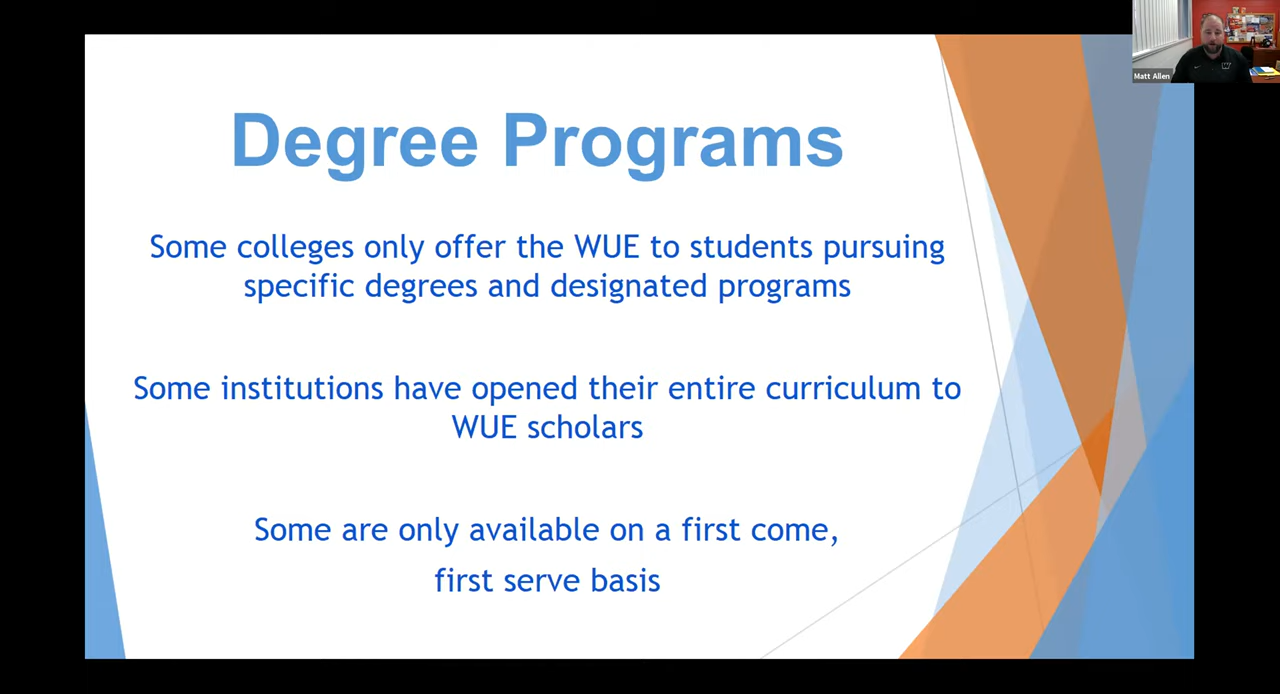 Matt Allen
Degree Programs
Some colleges only offer the WUE to students pursuing
specific degrees and designated programs
Some institutions have opened their entire curriculum to
WUE scholars
Some are only available on a first come,
first serve basis